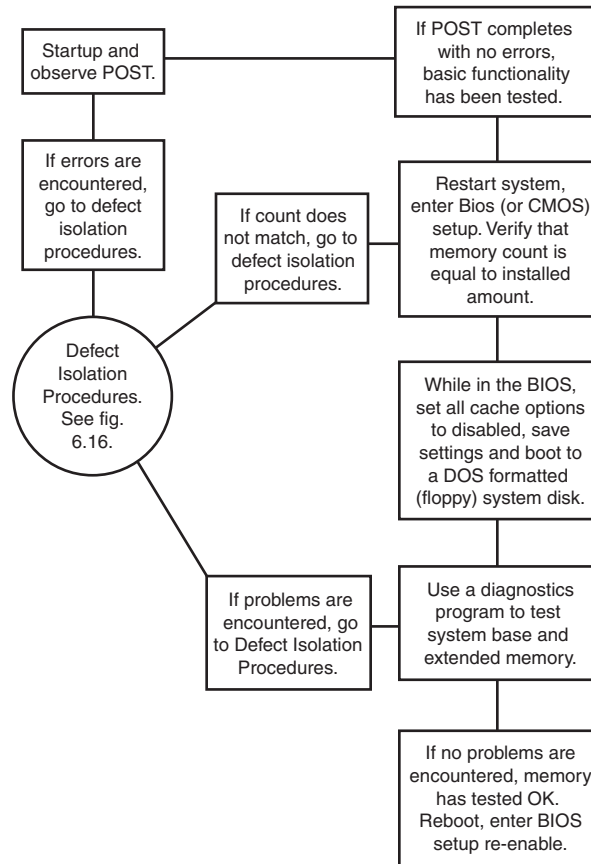 Startup and
observe POST.
If POST completes
with no errors,
basic functionality
has been tested.
If errors are
encountered,
go to defect
isolation
procedures.
If count does
not match, go to
defect isolation
procedures.
Restart system,
enter Bios (or CMOS)
setup. Verify that
memory count is
equal to installed
amount.
Defect
Isolation
Procedures.
See fig.
6.16.
While in the BIOS,
set all cache options
to disabled, save
settings and boot to
a DOS formatted
(floppy) system disk.
If problems are
encountered, go
to Defect Isolation
Procedures.
Use a diagnostics
program to test
system base and
extended memory.
If no problems are
encountered, memory
has tested OK.
Reboot, enter BIOS
setup re-enable.